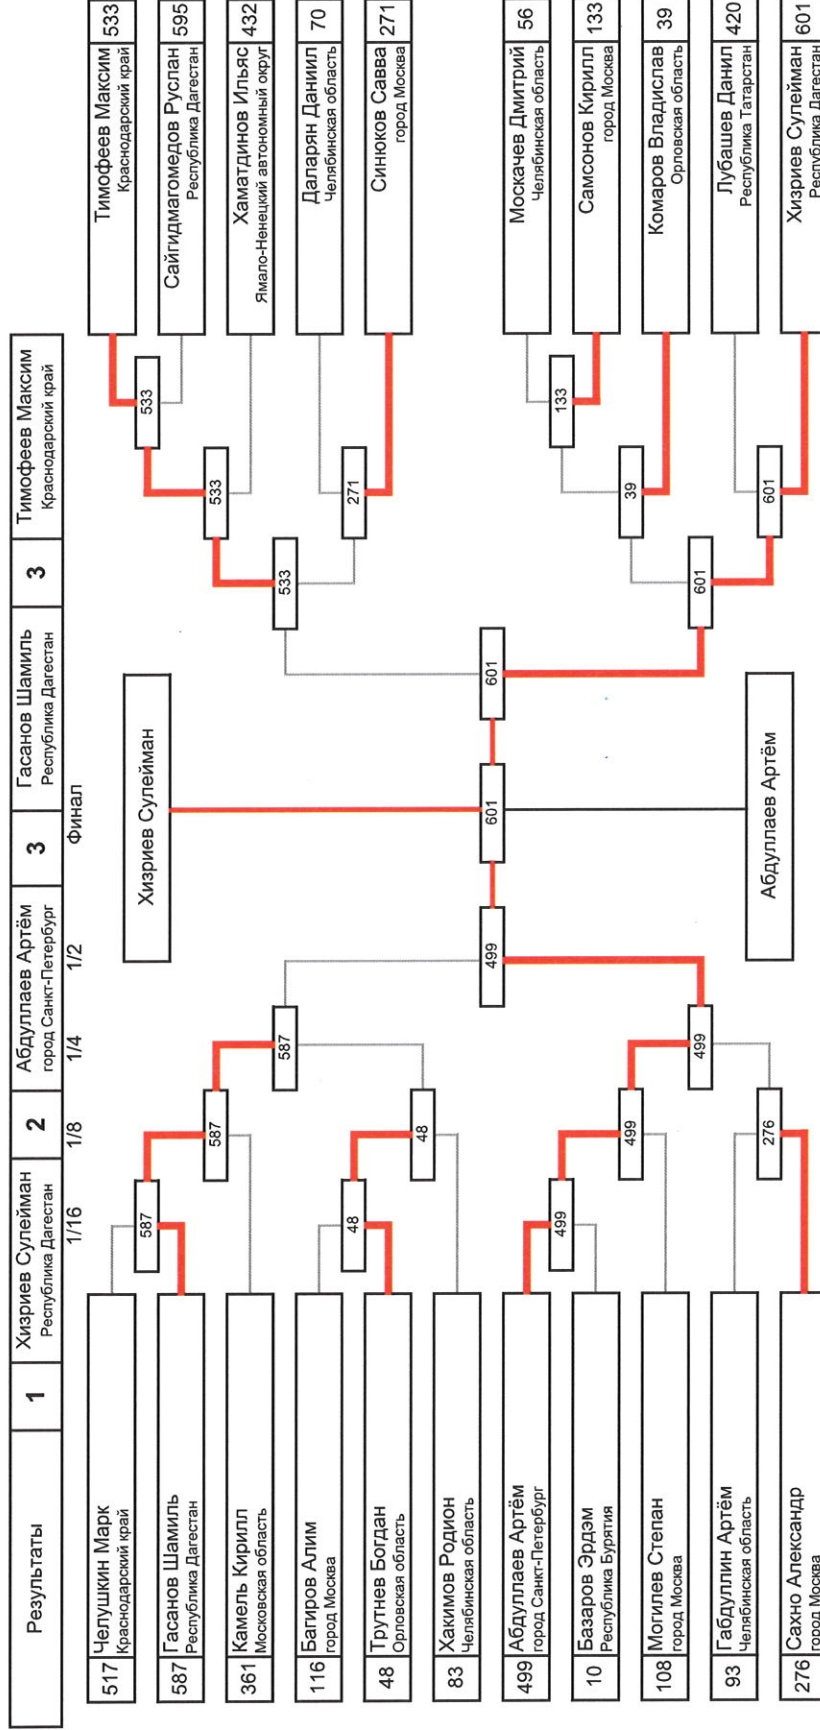 Результаты
1
Хизриев Сулейман
Республика Дагестан
2
Абдуллаев Артём
город Санкт-Петербург
3
Гасанов Шамиль
Республика Дагестан
3
Тимофеев Максим
Краснодарский край
1/16
1/8
1/4
1/2
Финал
517
Челушкин Марк
Краснодарский край
587
Гасанов Шамиль
Республика Дагестан
361
Камель Кирилл
Московская область
116
Багиров Алим
город Москва
48
Трутнев Богдан
Орловская область
83
Хакимов Родион
Челябинская область
499
Абдуллаев Артём
город Санкт-Петербург
10
Базаров Эрдэм
Республика Бурятия
108
Могилев Степан
город Москва
93
Габдуллин Артём
Челябинская область
276
Сахно Александр
город Москва
587
48
499
587
48
499
276
587
499
499
Хизриев Сулейман
601
Абдуллаев Артём
601
533
601
533
271
39
601
533
133
Тимофеев Максим
Краснодарский край
533
Сайгидмагомедов Руслан
Республика Дагестан
595
Хаматдинов Ильяс
Ямало-Ненецкий автономный округ
432
Даларян Даниил
Челябинская область
70
Синюков Савва
город Москва
271
Москачев Дмитрий
Челябинская область
56
Самсонов Кирилл
город Москва
133
Комаров Владислав
Орловская область
39
Лубашев Данил
Республика Татарстан
420
Хизриев Сулейман
Республика Дагестан
601